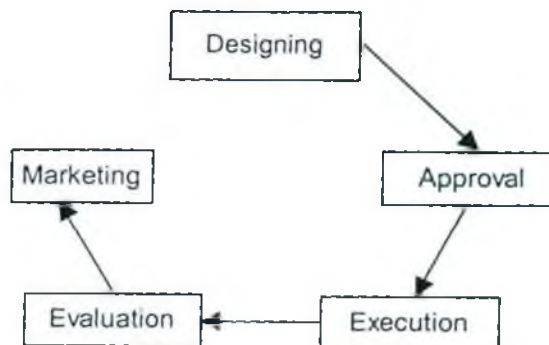 Designing
Approval
Execution
Evaluation
Marketing